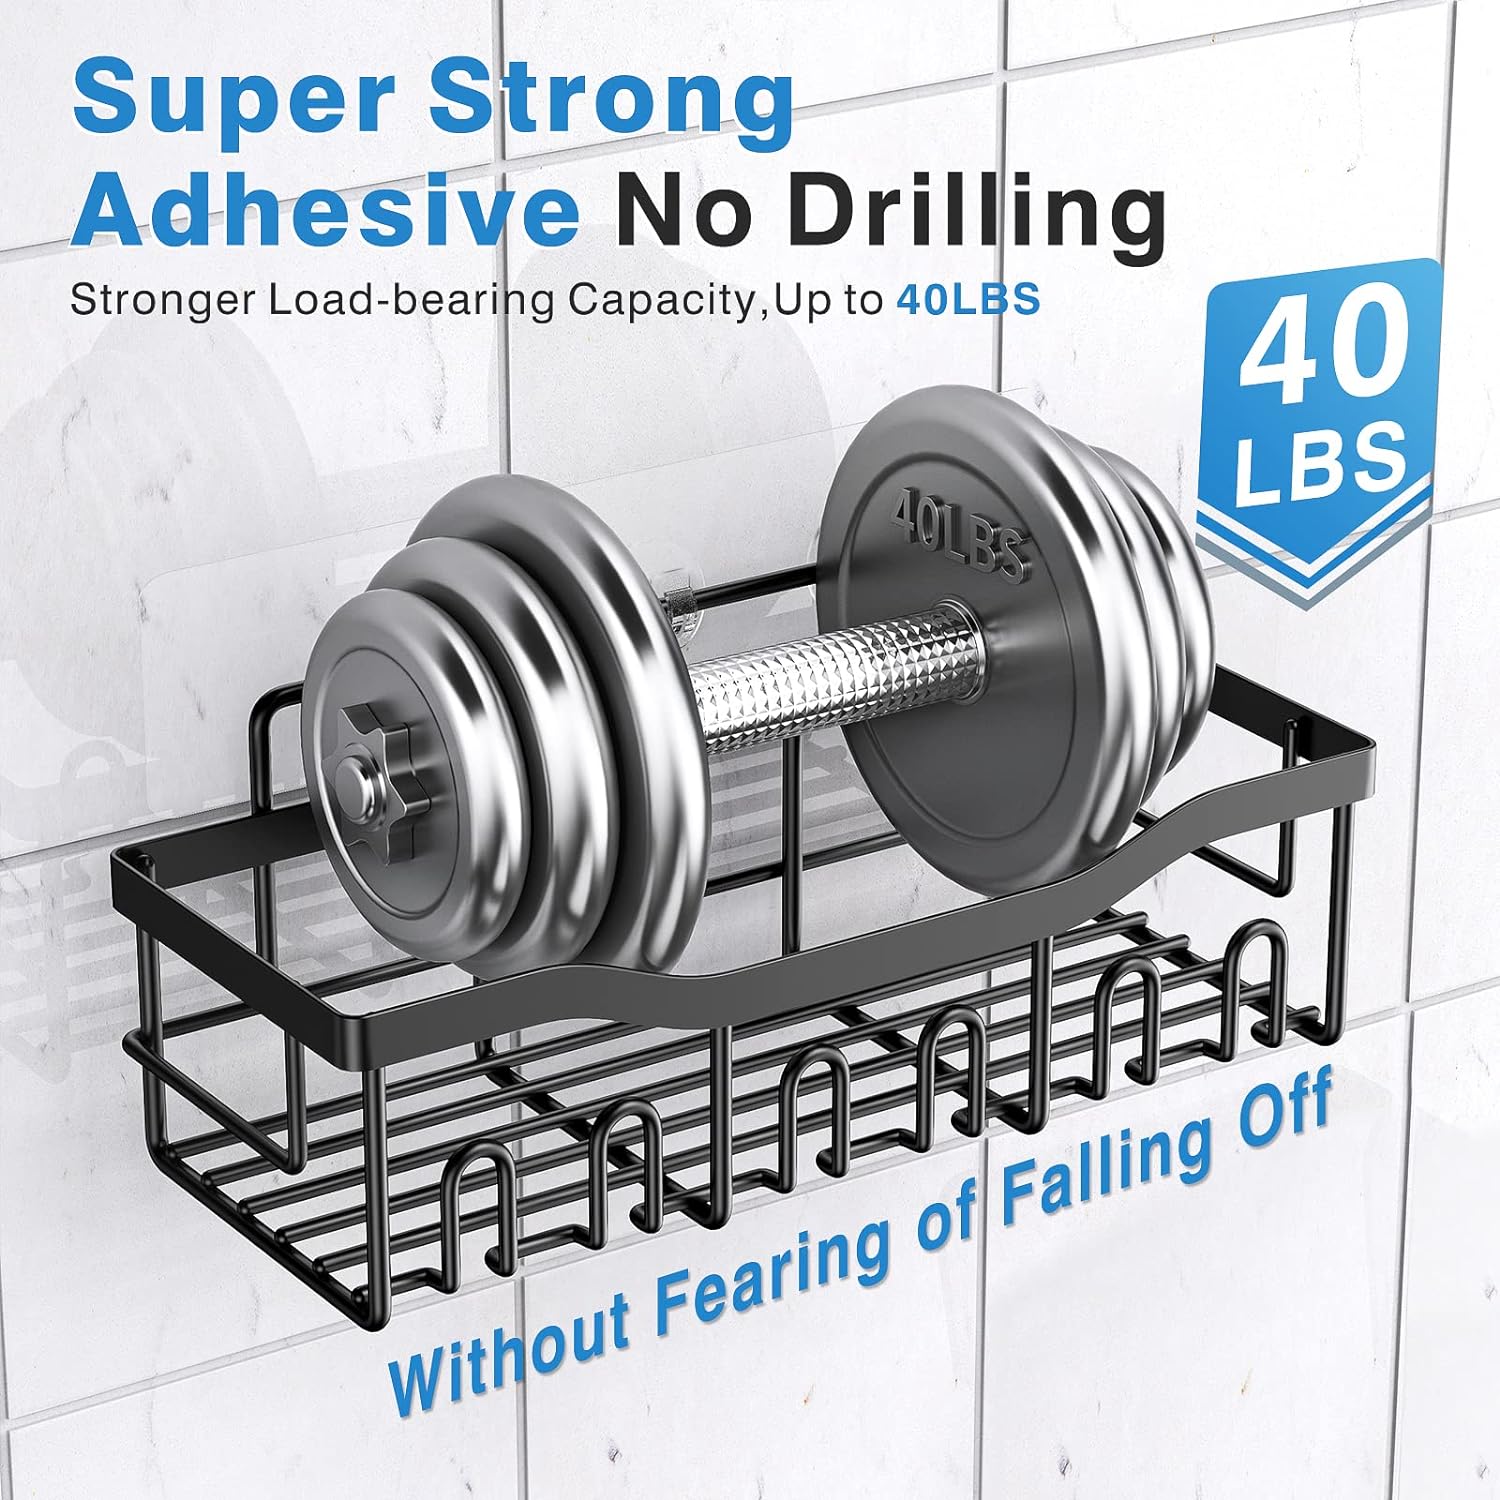 Super Strong
Adhesive No Drilling
Stronger Load-bearing Capacity,Up to 40LBS
40
LBS
40LBS
Without Fearing of Falling Off